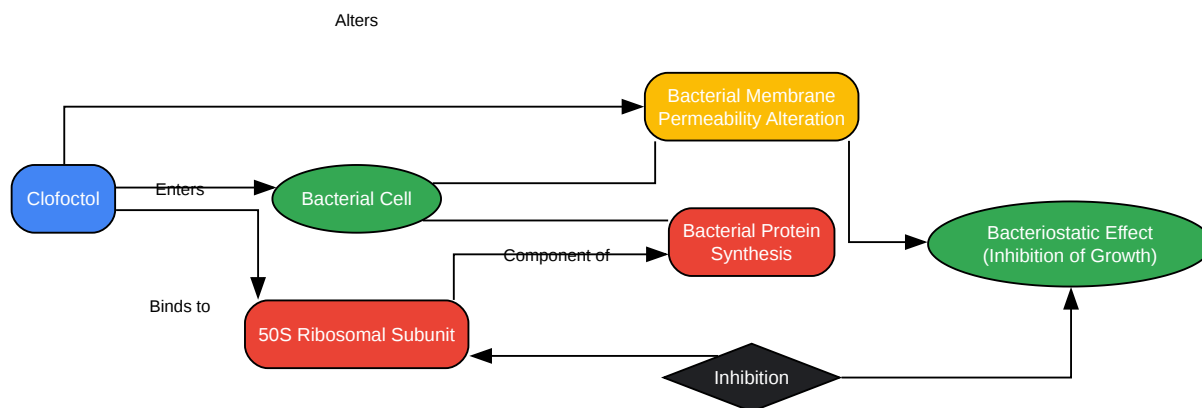 Alters
Bacterial Membrane
Permeability Alteration
Clofoctol
Enters
Bacterial Cell
Bacterial Protein
Synthesis
Bacteriostatic Effect
(Inhibition of Growth)
Component of
Binds to
50S Ribosomal Subunit
Inhibition